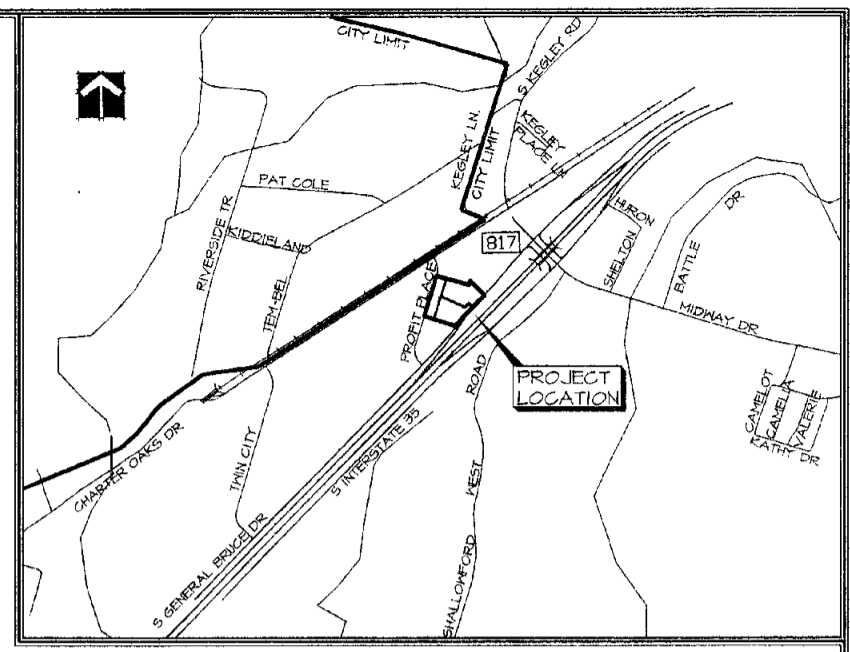 CITY LIMIT
S KEGLEY RD
KEGLEY LN.
CITY LIMIT
KEGLEY
PLACE LN
PAT COLE
RIVERSIDE TR
KIDDIELAND
TEM-BEL
817
HURON
SHELTON
BATTLE
DR
MIDWAY DR
PROFIT PLACE
PROJECT
LOCATION
ROAD
WEST
SHALLOWFORD
CAMELOT
CAMELIA
VALERIE
KATHY DR
S INTERSTATE 35
TWIN CITY
CHARTER OAKS DR
S GENERAL BRUCE DR